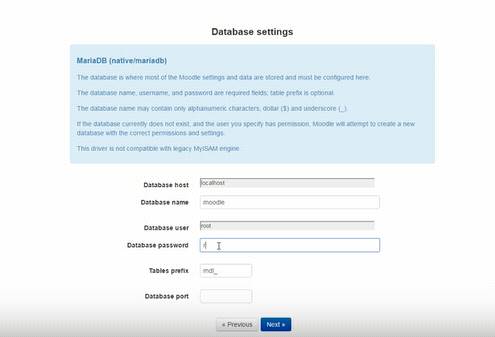 Database settings
MariaDB (native/mariadb)
The database is where most of the Moodle settings and data are stored and must be configured here.
The database name, username, and password are required fields; table prefix is optional.
The database name may contain only alphanumeric characters, dollar ($) and underscore (_).
If the database currently does not exist, and the user you specify has permission, Moodle will attempt to create a new
database with the correct permissions and settings.
This driver is not compatible with legacy MyISAM engine.
Database host localhost
Database name moodle
Database user root
Database password
Tables prefix mdl_
Database port
« Previous Next »